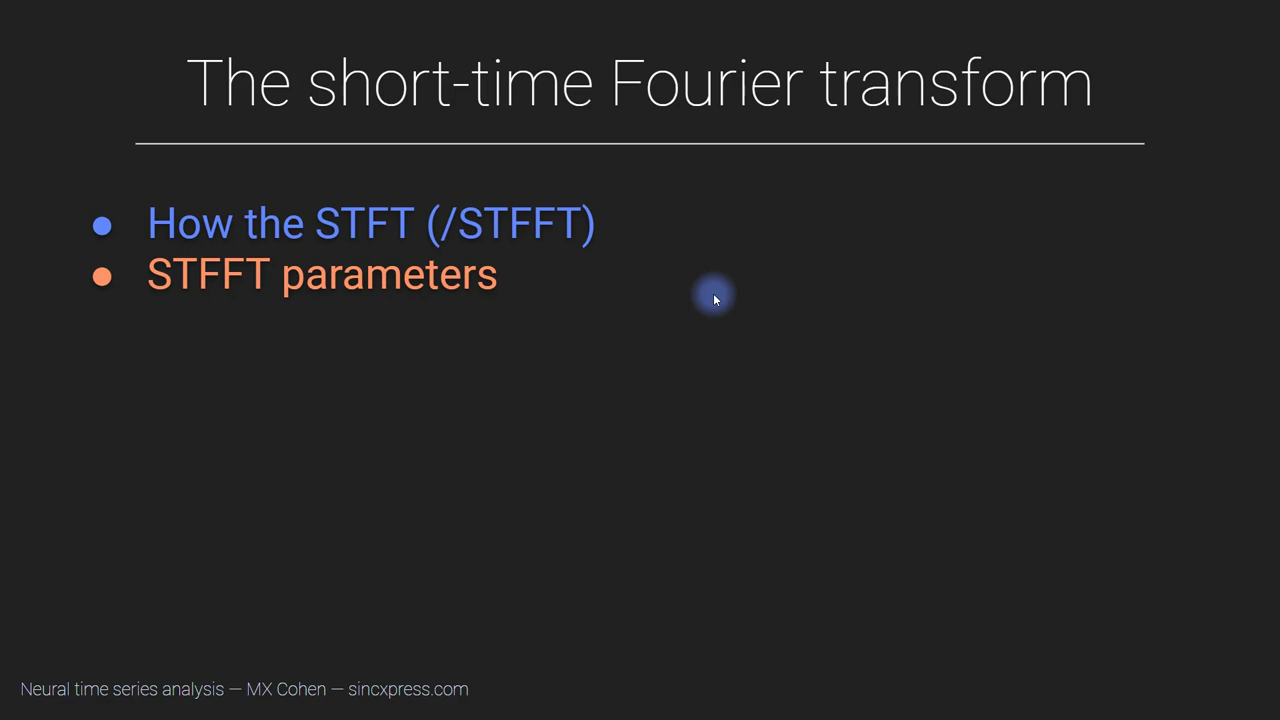 The short-time Fourier transform
● How the STFT (/STFFT)
● STFFT parameters
Neural time series analysis — MX Cohen — sincxpress.com